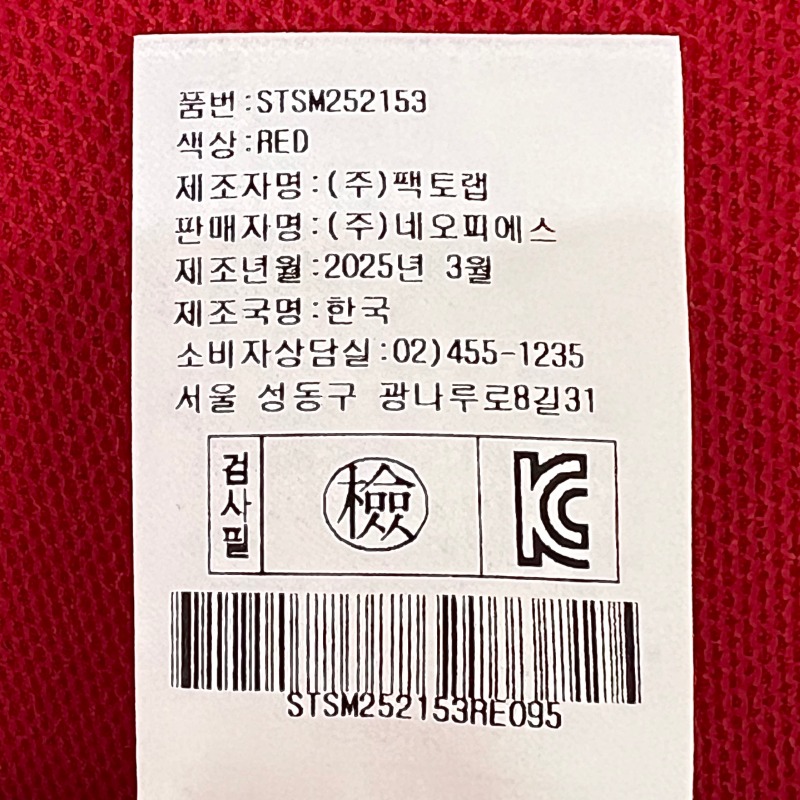 품번:STSM252153
색상:RED
제조자명:(주)팩토랩
판매자명:(주)네오피에스
제조년월:2025년 3월
제조국명:한국
소비자상담실:02)455-1235
서울 성동구 광나루로8길31
검사필
檢
KC
STSM252153RE095